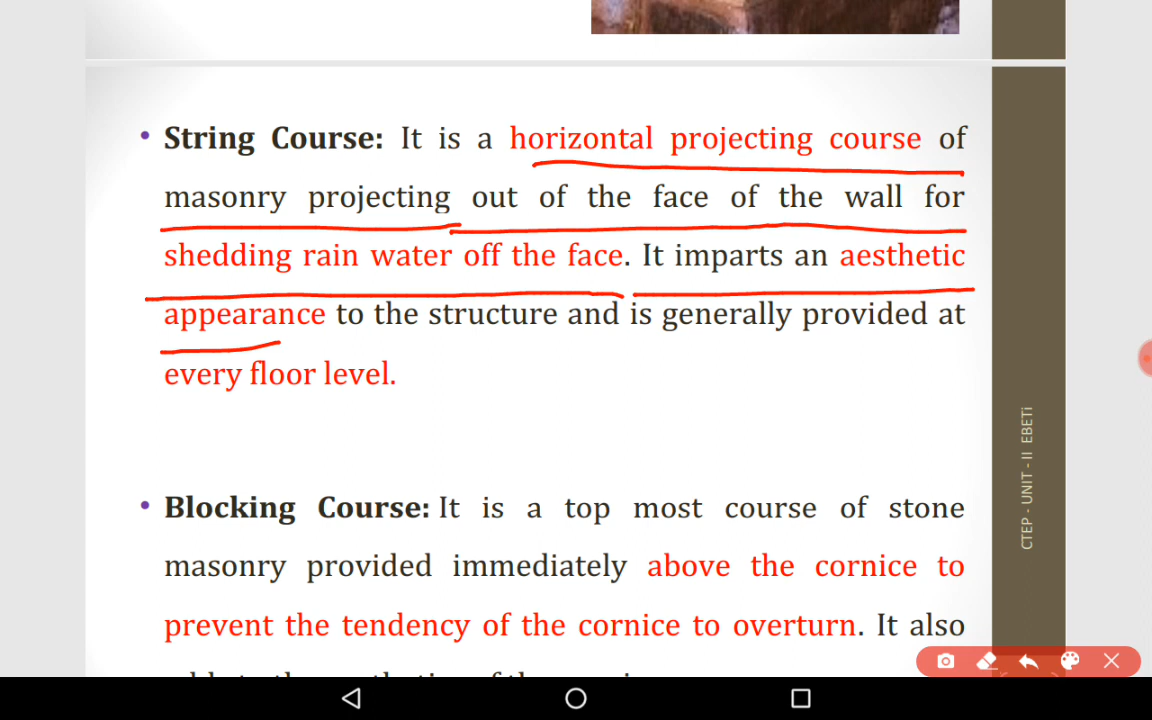 • String Course: It is a horizontal projecting course of
masonry projecting out of the face of the wall for
shedding rain water off the face. It imparts an aesthetic
appearance to the structure and is generally provided at
every floor level.
• Blocking Course: It is a top most course of stone
masonry provided immediately above the cornice to
prevent the tendency of the cornice to overturn. It also
CTEP - UNIT - II EBETi